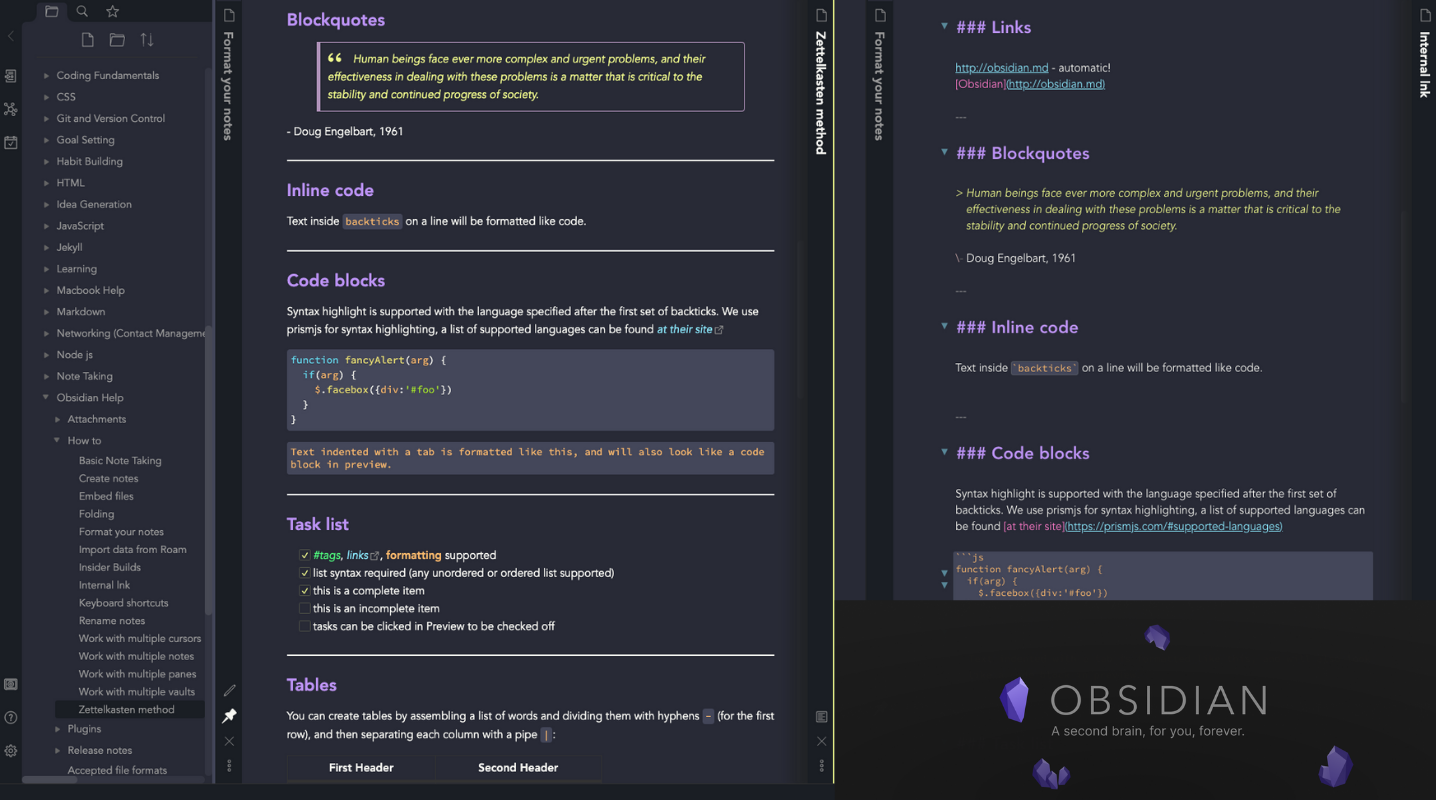 Coding Fundamentals
CSS
Git and Version Control
Goal Setting
Habit Building
HTML
Idea Generation
JavaScript
Jekyll
Learning
Macbook Help
Markdown
Networking (Contact Manageme
Node js
Note Taking
Obsidian Help
Attachments
How to
Basic Note Taking
Create notes
Embed files
Folding
Format your notes
Import data from Roam
Insider Builds
Internal lnk
Keyboard shortcuts
Rename notes
Work with multiple cursors
Work with multiple notes
Work with multiple panes
Work with multiple vaults
Zettelkasten method
Plugins
Release notes
Accepted file formats
Format your notes
Blockquotes
“ Human beings face ever more complex and urgent problems, and their
effectiveness in dealing with these problems is a matter that is critical to the
stability and continued progress of society.
- Doug Engelbart, 1961
Inline code
Text inside backticks on a line will be formatted like code.
Code blocks
Syntax highlight is supported with the language specified after the first set of backticks. We use
prismjs for syntax highlighting, a list of supported languages can be found at their site
function fancyAlert(arg) {
if(arg) {
$.facebox({div:'#foo'})
}
}
Text indented with a tab is formatted like this, and will also look like a code
block in preview.
Task list
#tags, links, formatting supported
list syntax required (any unordered or ordered list supported)
this is a complete item
this is an incomplete item
tasks can be clicked in Preview to be checked off
Tables
You can create tables by assembling a list of words and dividing them with hyphens - (for the first
row), and then separating each column with a pipe |:
First Header Second Header
Zettelkasten method
Format your notes
### Links
http://obsidian.md - automatic!
[Obsidian](http://obsidian.md)
---
### Blockquotes
> Human beings face ever more complex and urgent problems, and their
effectiveness in dealing with these problems is a matter that is critical to the
stability and continued progress of society.
\- Doug Engelbart, 1961
---
### Inline code
Text inside `backticks` on a line will be formatted like code.
---
### Code blocks
Syntax highlight is supported with the language specified after the first set of
backticks. We use prismjs for syntax highlighting, a list of supported languages can
be found [at their site](https://prismjs.com/#supported-languages)
```js
function fancyAlert(arg) {
if(arg) {
$.facebox({div:'#foo'})
Internal lnk
OBSIDIAN
A second brain, for you, forever.